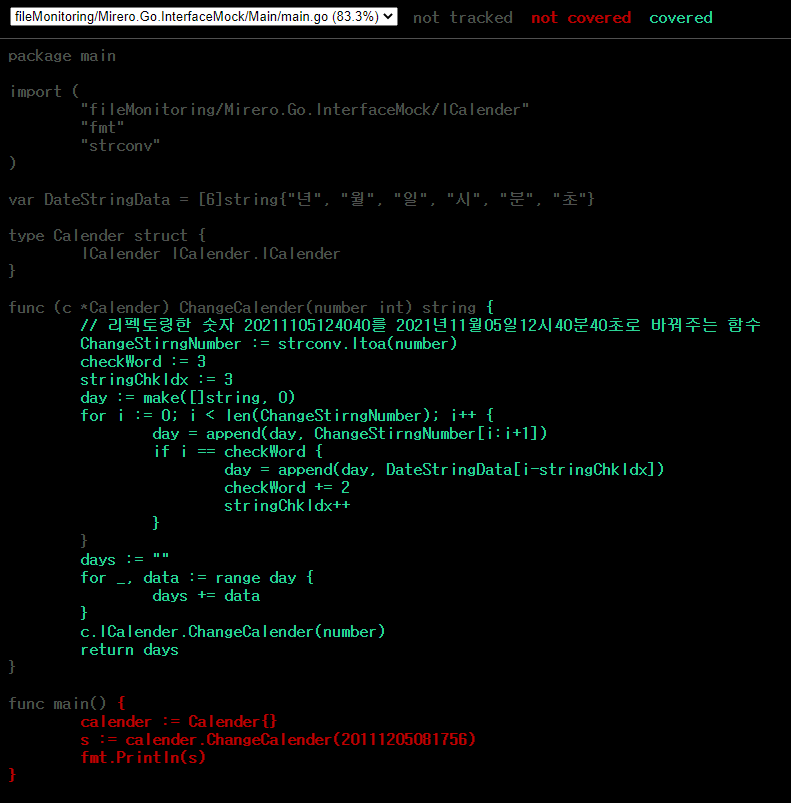 fileMonitoring/Mirero.Go.InterfaceMock/Main/main.go (83.3%) not tracked not covered covered
package main
import (
"fileMonitoring/Mirero.Go.InterfaceMock/ICalender"
"fmt"
"strconv"
)
var DateStringData = [6]string{"년", "월", "일", "시", "분", "초"}
type Calender struct {
ICalender ICalender.ICalender
}
func (c *Calender) ChangeCalender(number int) string {
// 리펙토링한 숫자 20211105124040를 2021년11월05일12시40분40초로 바꿔주는 함수
ChangeStirngNumber := strconv.Itoa(number)
checkWord := 3
stringChkIdx := 3
day := make([]string, 0)
for i := 0; i < len(ChangeStirngNumber); i++ {
day = append(day, ChangeStirngNumber[i:i+1])
if i == checkWord {
day = append(day, DateStringData[i-stringChkIdx])
checkWord += 2
stringChkIdx++
}
}
days := ""
for _, data := range day {
days += data
}
c.ICalender.ChangeCalender(number)
return days
}
func main() {
calender := Calender{}
s := calender.ChangeCalender(20111205081756)
fmt.Println(s)
}